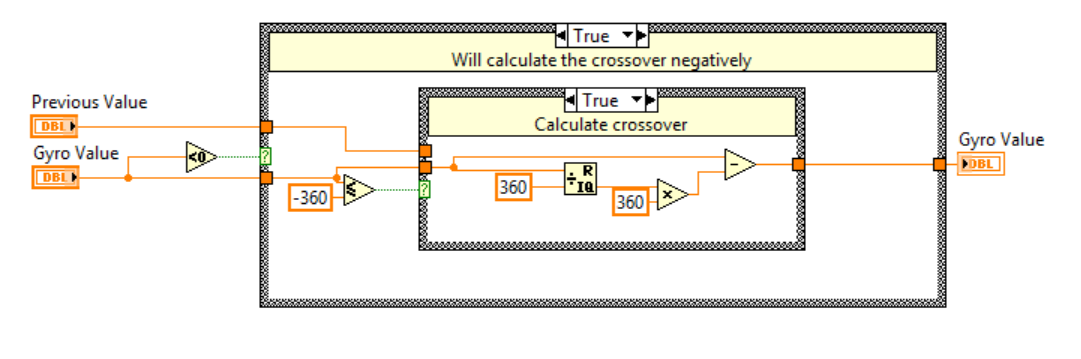 True
Will calculate the crossover negatively
Previous Value
DBL
Gyro Value
DBL
<0
?
-360
≤
?
True
Calculate crossover
360
÷ R
IQ
360
×
−
Gyro Value
DBL